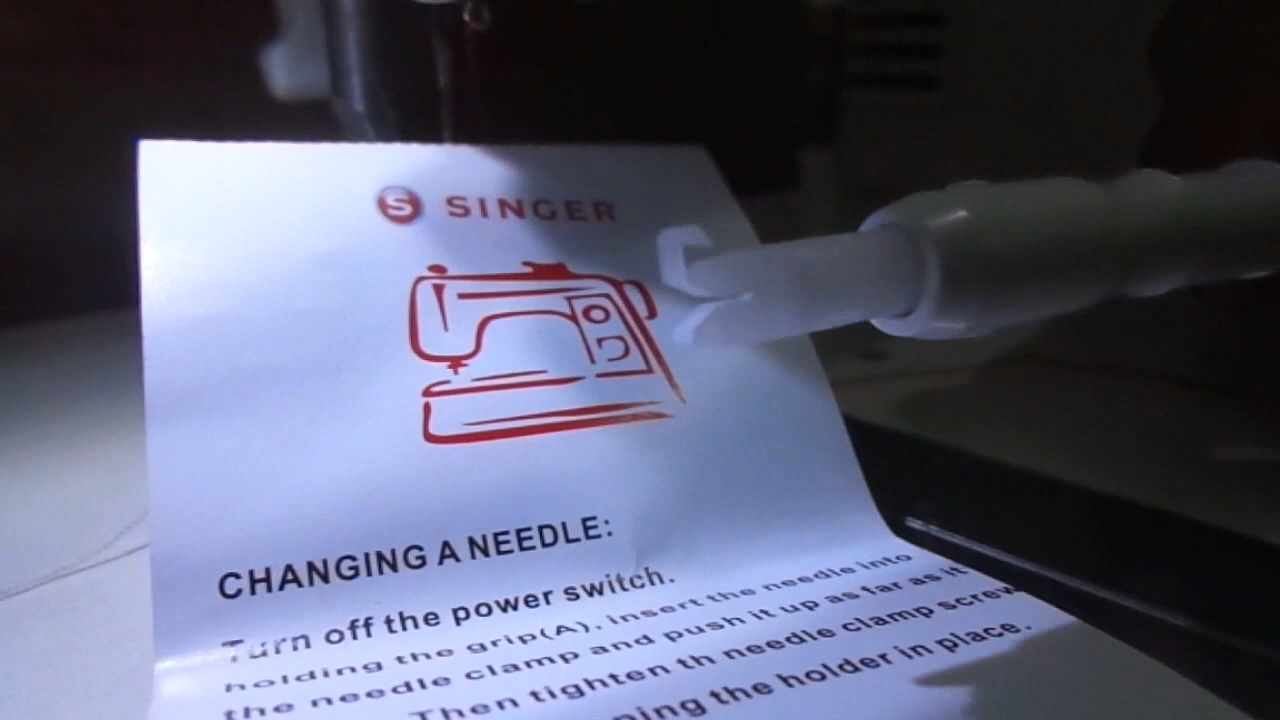 S SINGER
CHANGING A NEEDLE:
Turn off the power switch.
holding the grip(A), insert the needle into
the needle clamp and push it up as far as it
Then tighten th needle clamp screw
the holder in place.